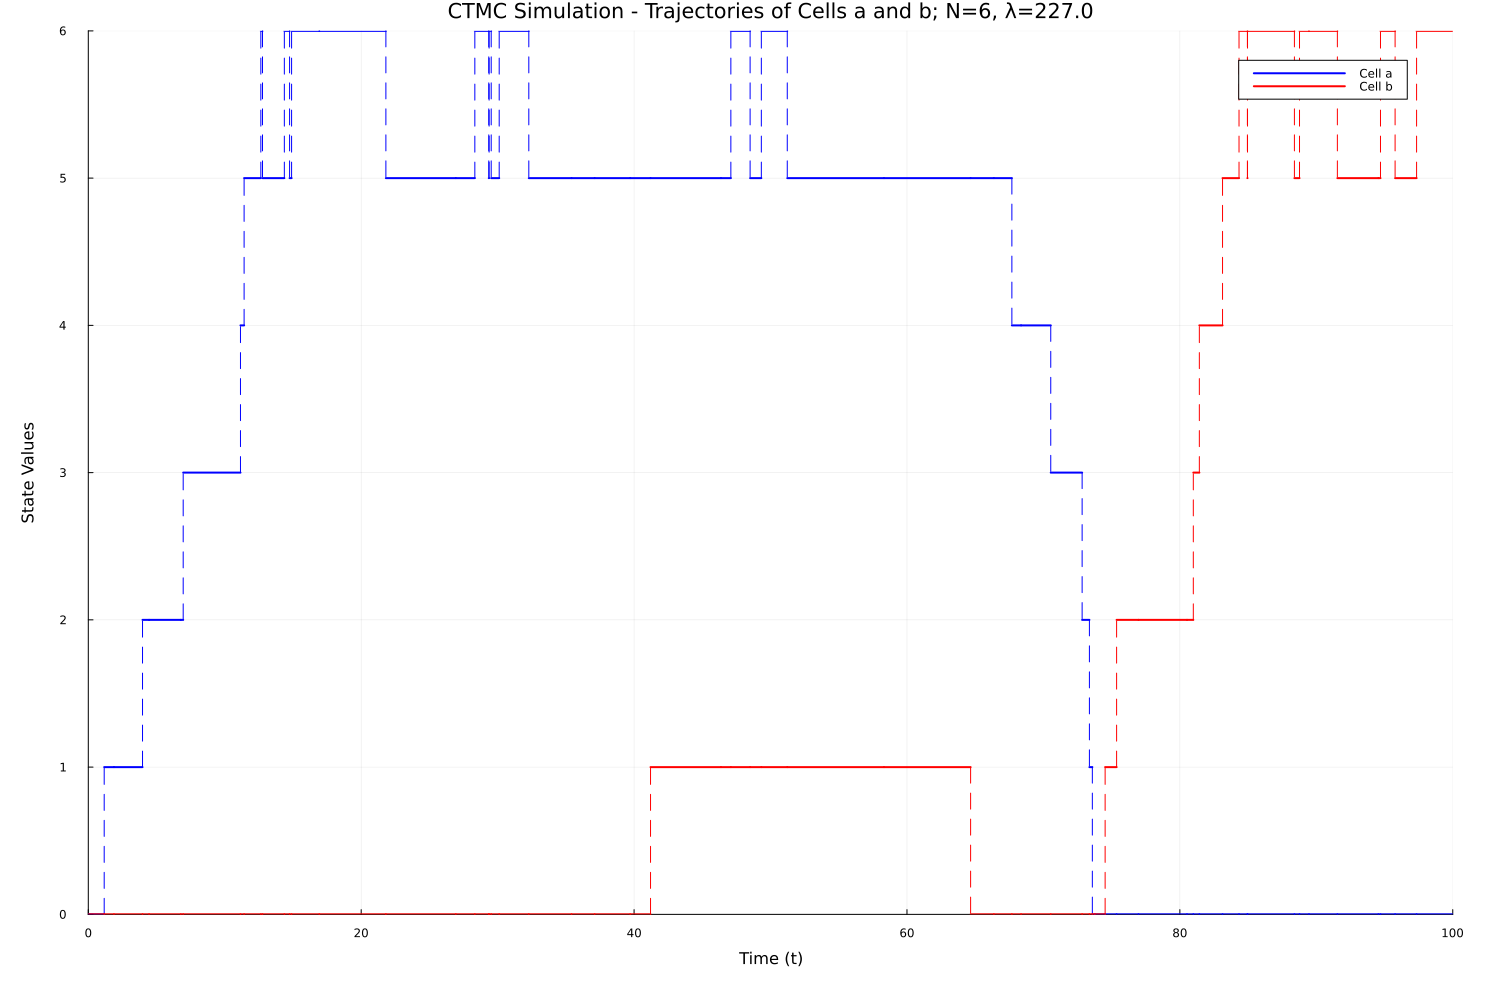 CTMC Simulation - Trajectories of Cells a and b; N=6, λ=227.0
6
Cell a
Cell b
5
4
State Values
3
2
1
0
0 20 40 60 80 100
Time (t)